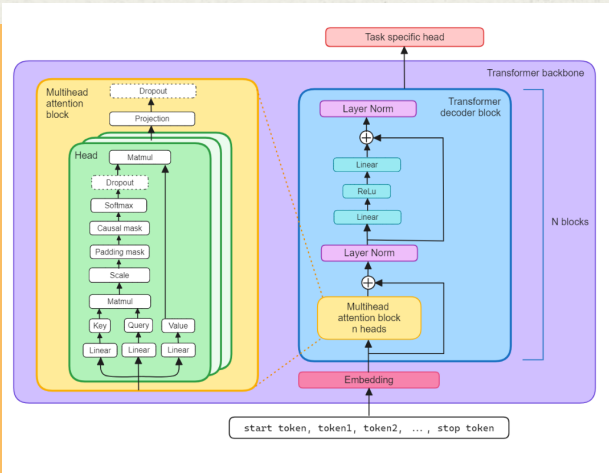 Task specific head
Transformer backbone
Multihead
attention
block
Dropout
Projection
Head
Matmul
Dropout
Softmax
Causal mask
Padding mask
Scale
Matmul
Key
Query
Value
Linear
Linear
Linear
Transformer
decoder block
Layer Norm
Linear
ReLu
Linear
Layer Norm
Multihead
attention block
n heads
N blocks
Embedding
start token, token1, token2, ..., stop token